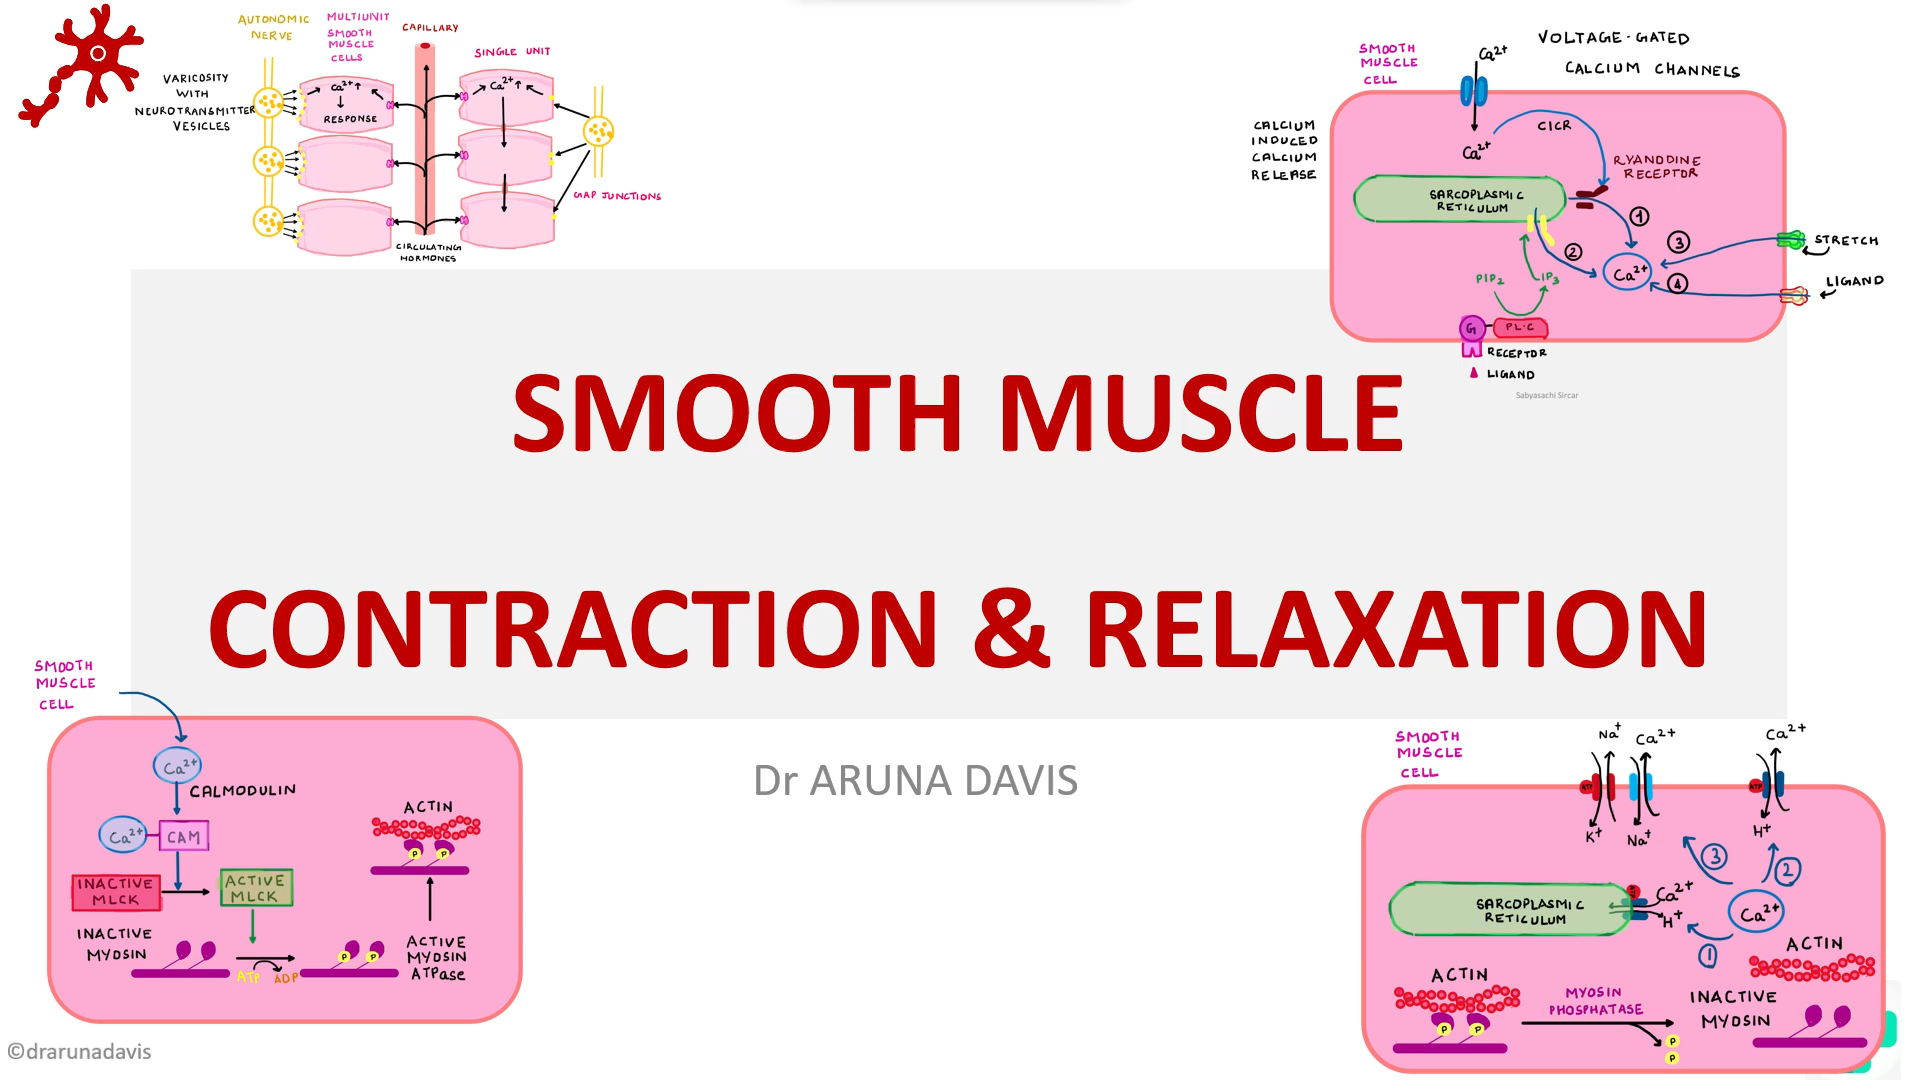 AUTONOMIC
NERVE
MULTIUNIT
SMOOTH
MUSCLE
CELLS
CAPILLARY
SINGLE UNIT
VARICOSITY
WITH
NEUROTRANSMITTER
VESICLES
Ca²⁺↑
RESPONSE
Ca²⁺↑
GAP JUNCTIONS
CIRCULATING
HORMONES
SMOOTH
MUSCLE
CELL
Ca²⁺
VOLTAGE-GATED
CALCIUM CHANNELS
CALCIUM
INDUCED
CALCIUM
RELEASE
CICR
Ca²⁺
RYANODINE
RECEPTOR
SARCOPLASMIC
RETICULUM
1
2
3
STRETCH
Ca²⁺
4
LIGAND
PIP₂
IP₃
G
PL-C
RECEPTOR
LIGAND
Sabyasachi Sircar
SMOOTH MUSCLE
CONTRACTION & RELAXATION
Dr ARUNA DAVIS
SMOOTH
MUSCLE
CELL
Ca²⁺
CALMODULIN
Ca²⁺
CAM
INACTIVE
MLCK
ACTIVE
MLCK
ACTIN
P P
INACTIVE
MYOSIN
ATP
ADP
P P
ACTIVE
MYOSIN
ATPase
SMOOTH
MUSCLE
CELL
Na⁺
Ca²⁺
Ca²⁺
ATP
ATP
K⁺
Na⁺
H⁺
3
2
SARCOPLASMIC
RETICULUM
Ca²⁺
H⁺
Ca²⁺
1
ACTIN
ACTIN
P P
MYOSIN
PHOSPHATASE
P
P
INACTIVE
MYOSIN
©drarunadavis